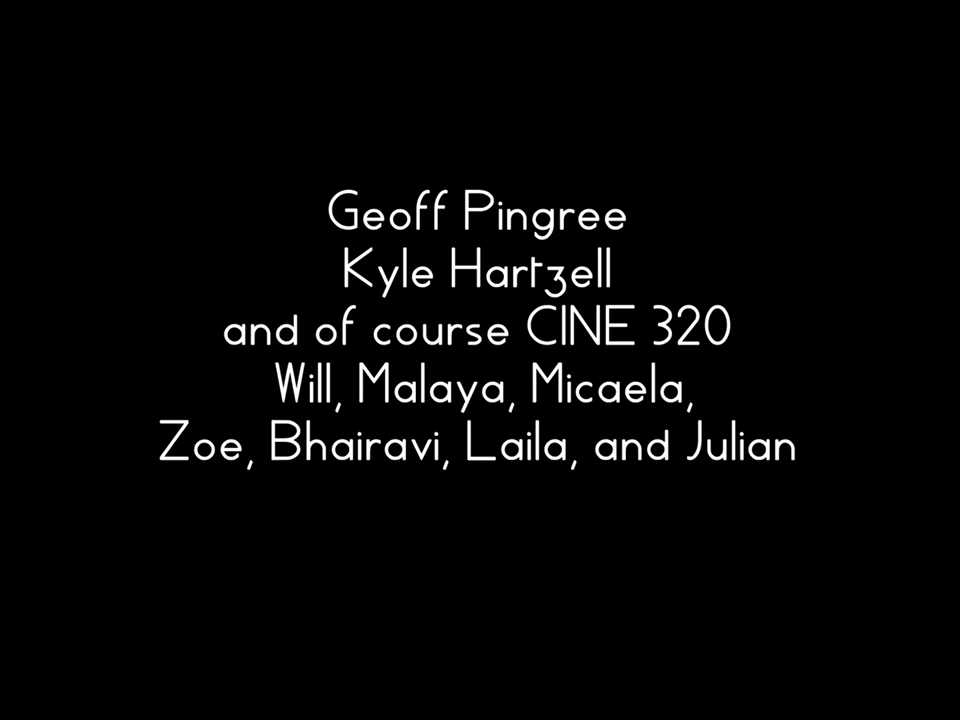 Geoff Pingree
Kyle Hartzell
and of course CINE 320
Will, Malaya, Micaela,
Zoe, Bhairavi, Laila, and Julian